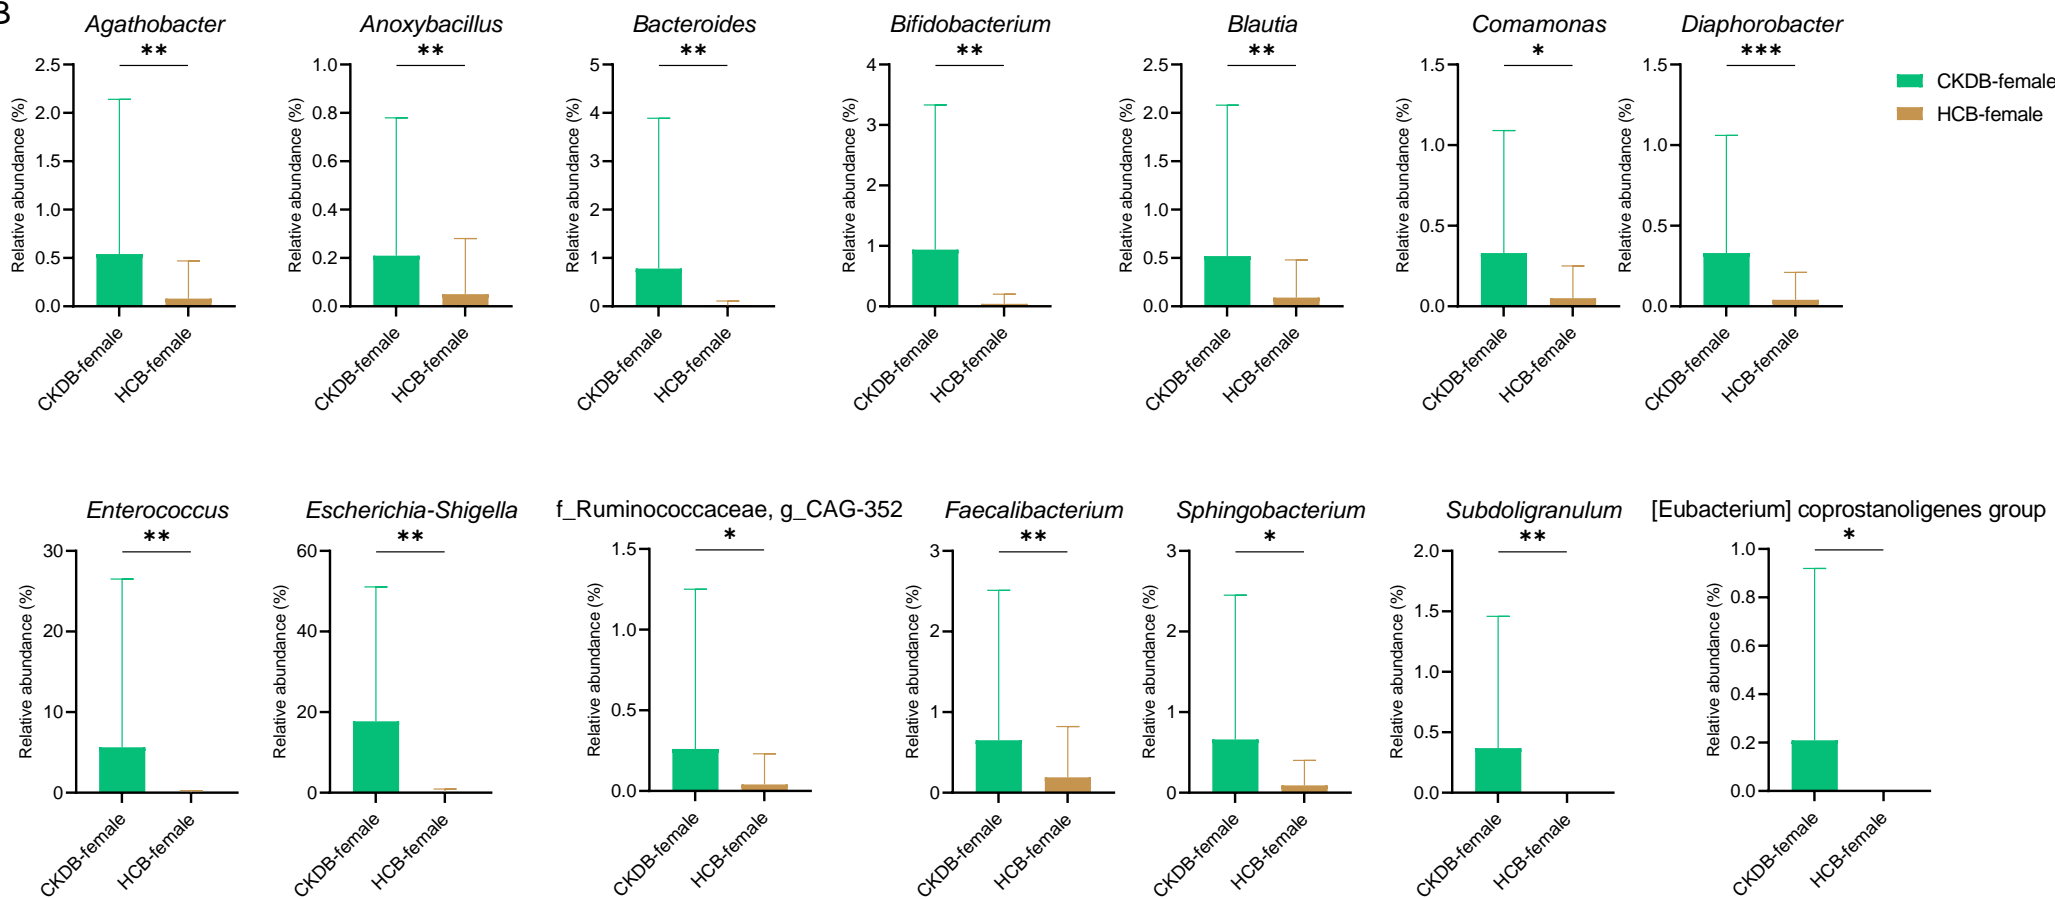 B
Agathobacter Anoxybacillus Bacteroides Bifidobacterium Blautia Comamonas Diaphorobacter
** ** ** ** ** * ***
CKDB-female
HCB-female
Relative abundance (%)
2.5
2.0
1.5
1.0
0.5
0.0
CKDB-female
HCB-female
Relative abundance (%)
1.0
0.8
0.6
0.4
0.2
0.0
CKDB-female
HCB-female
Relative abundance (%)
5
4
3
2
1
0
CKDB-female
HCB-female
Relative abundance (%)
4
3
2
1
0
CKDB-female
HCB-female
Relative abundance (%)
2.5
2.0
1.5
1.0
0.5
0.0
CKDB-female
HCB-female
Relative abundance (%)
1.5
1.0
0.5
0.0
CKDB-female
HCB-female
Relative abundance (%)
1.5
1.0
0.5
0.0
CKDB-female
HCB-female
Enterococcus Escherichia-Shigella f_Ruminococcaceae, g_CAG-352 Faecalibacterium Sphingobacterium Subdoligranulum [Eubacterium] coprostanoligenes group
** ** * ** * ** *
Relative abundance (%)
30
20
10
0
CKDB-female
HCB-female
Relative abundance (%)
60
40
20
0
CKDB-female
HCB-female
Relative abundance (%)
1.5
1.0
0.5
0.0
CKDB-female
HCB-female
Relative abundance (%)
3
2
1
0
CKDB-female
HCB-female
Relative abundance (%)
3
2
1
0
CKDB-female
HCB-female
Relative abundance (%)
2.0
1.5
1.0
0.5
0.0
CKDB-female
HCB-female
Relative abundance (%)
1.0
0.8
0.6
0.4
0.2
0.0
CKDB-female
HCB-female